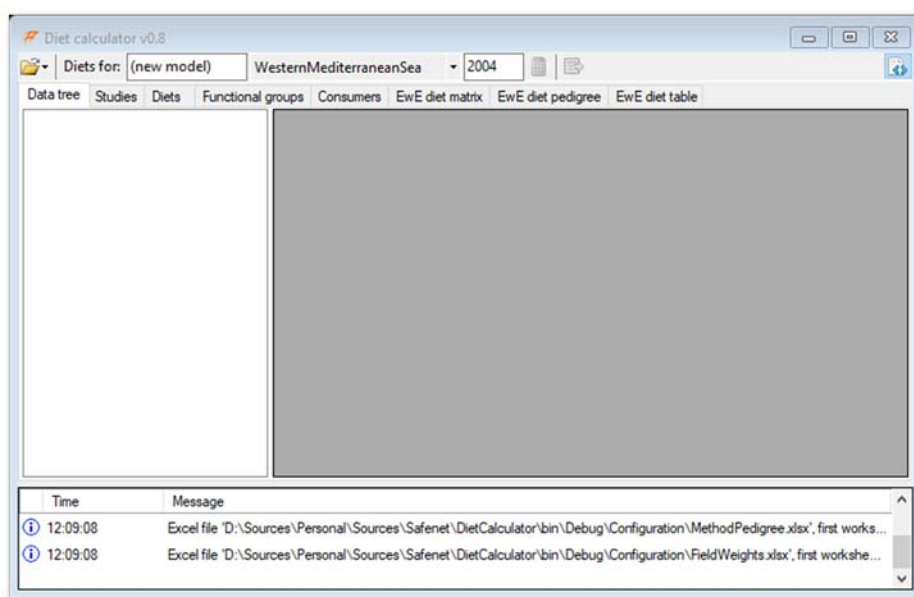 Diet calculator v0.8
Diets for: (new model) WesternMediterraneanSea 2004
Data tree Studies Diets Functional groups Consumers EwE diet matrix EwE diet pedigree EwE diet table
Time Message
12:09:08 Excel file 'D:\Sources\Personal\Sources\Safenet\DietCalculator\bin\Debug\Configuration\MethodPedigree.xlsx', first works...
12:09:08 Excel file 'D:\Sources\Personal\Sources\Safenet\DietCalculator\bin\Debug\Configuration\FieldWeights.xlsx', first workshe...